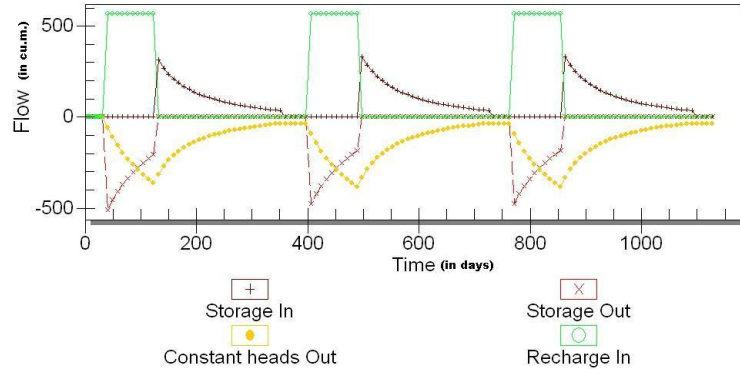 500
0
-500
Flow (in cu.m.)
0 200 400 600 800 1000
Time (in days)
Storage In Storage Out
Constant heads Out Recharge In